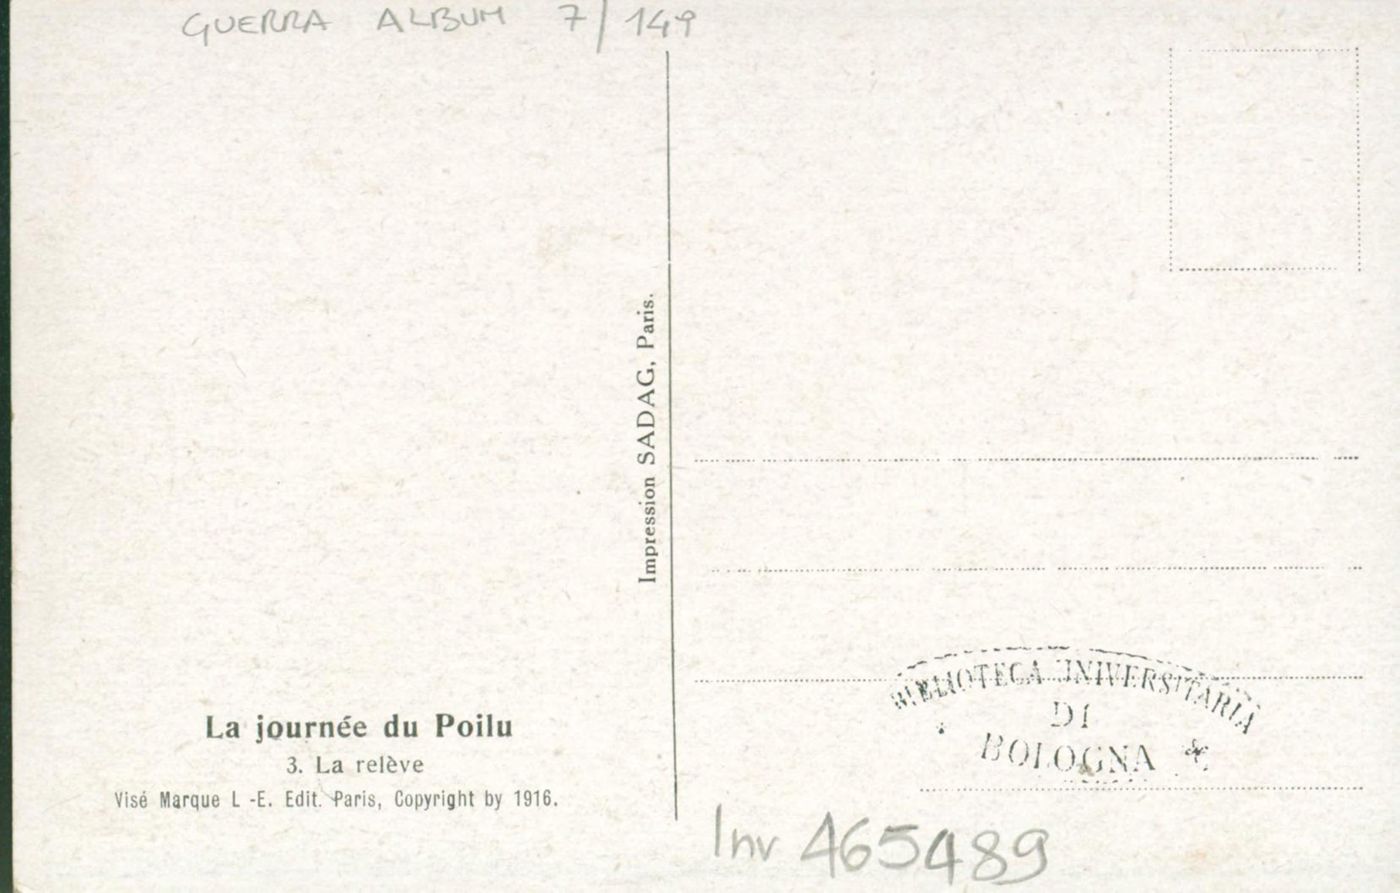 GUERRA ALBUM 7/149
Impression SADAG, Paris.
La journée du Poilu
3. La relève
Visé Marque L -E. Edit. Paris, Copyright by 1916.
BIBLIOTECA UNIVERSITARIA
DI
BOLOGNA
Inv 465489